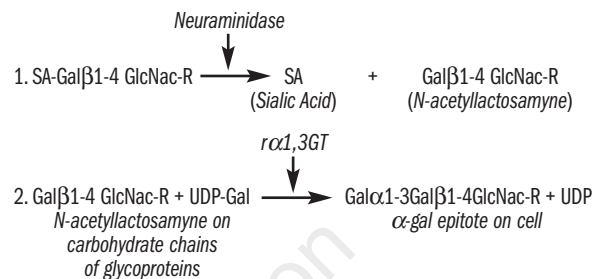 Neuraminidase
1. SA-Galβ1-4 GlcNac-R SA + Galβ1-4 GlcNac-R
(Sialic Acid) (N-acetyllactosamyne)
rα1,3GT
2. Galβ1-4 GlcNac-R + UDP-Gal Galα1-3Galβ1-4GlcNac-R + UDP
N-acetyllactosamyne on α-gal epitote on cell
carbohydrate chains
of glycoproteins